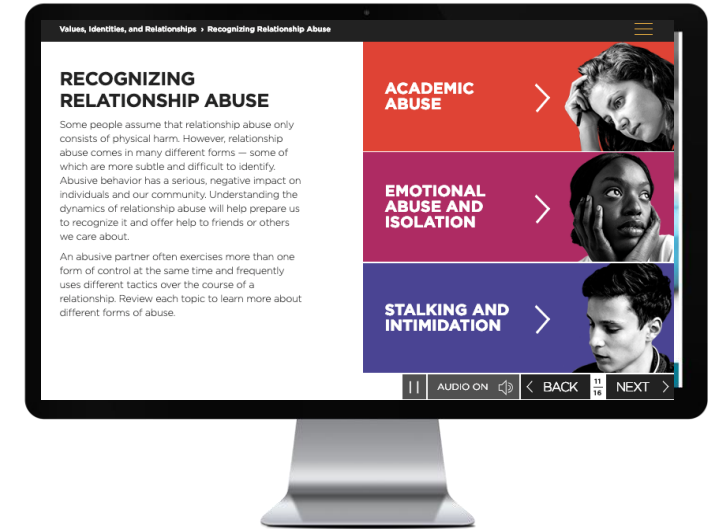 Values, Identities, and Relationships › Recognizing Relationship Abuse
RECOGNIZING
RELATIONSHIP ABUSE
Some people assume that relationship abuse only
consists of physical harm. However, relationship
abuse comes in many different forms — some of
which are more subtle and difficult to identify.
Abusive behavior has a serious, negative impact on
individuals and our community. Understanding the
dynamics of relationship abuse will help prepare us
to recognize it and offer help to friends or others
we care about.
An abusive partner often exercises more than one
form of control at the same time and frequently
uses different tactics over the course of a
relationship. Review each topic to learn more about
different forms of abuse.
ACADEMIC
ABUSE
EMOTIONAL
ABUSE AND
ISOLATION
STALKING AND
INTIMIDATION
AUDIO ON
BACK
11
16
NEXT